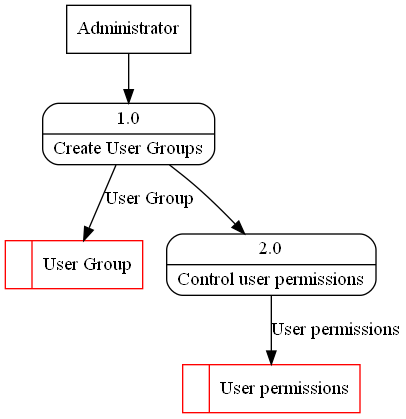 Administrator
1.0
Create User Groups
User Group
User Group
2.0
Control user permissions
User permissions
User permissions